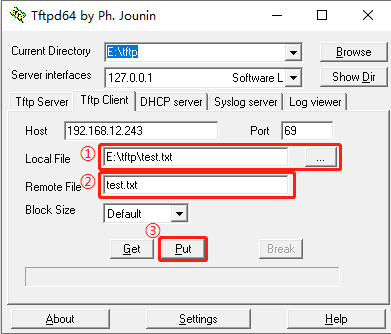 Tftpd64 by Ph. Jounin
Current Directory E:\tftp Browse
Server interfaces 127.0.0.1 Software L Show Dir
Tftp Server Tftp Client DHCP server Syslog server Log viewer
Host 192.168.12.243 Port 69
Local File ① E:\tftp\test.txt ...
Remote File ② test.txt
Block Size Default
③
Get Put Break
About Settings Help